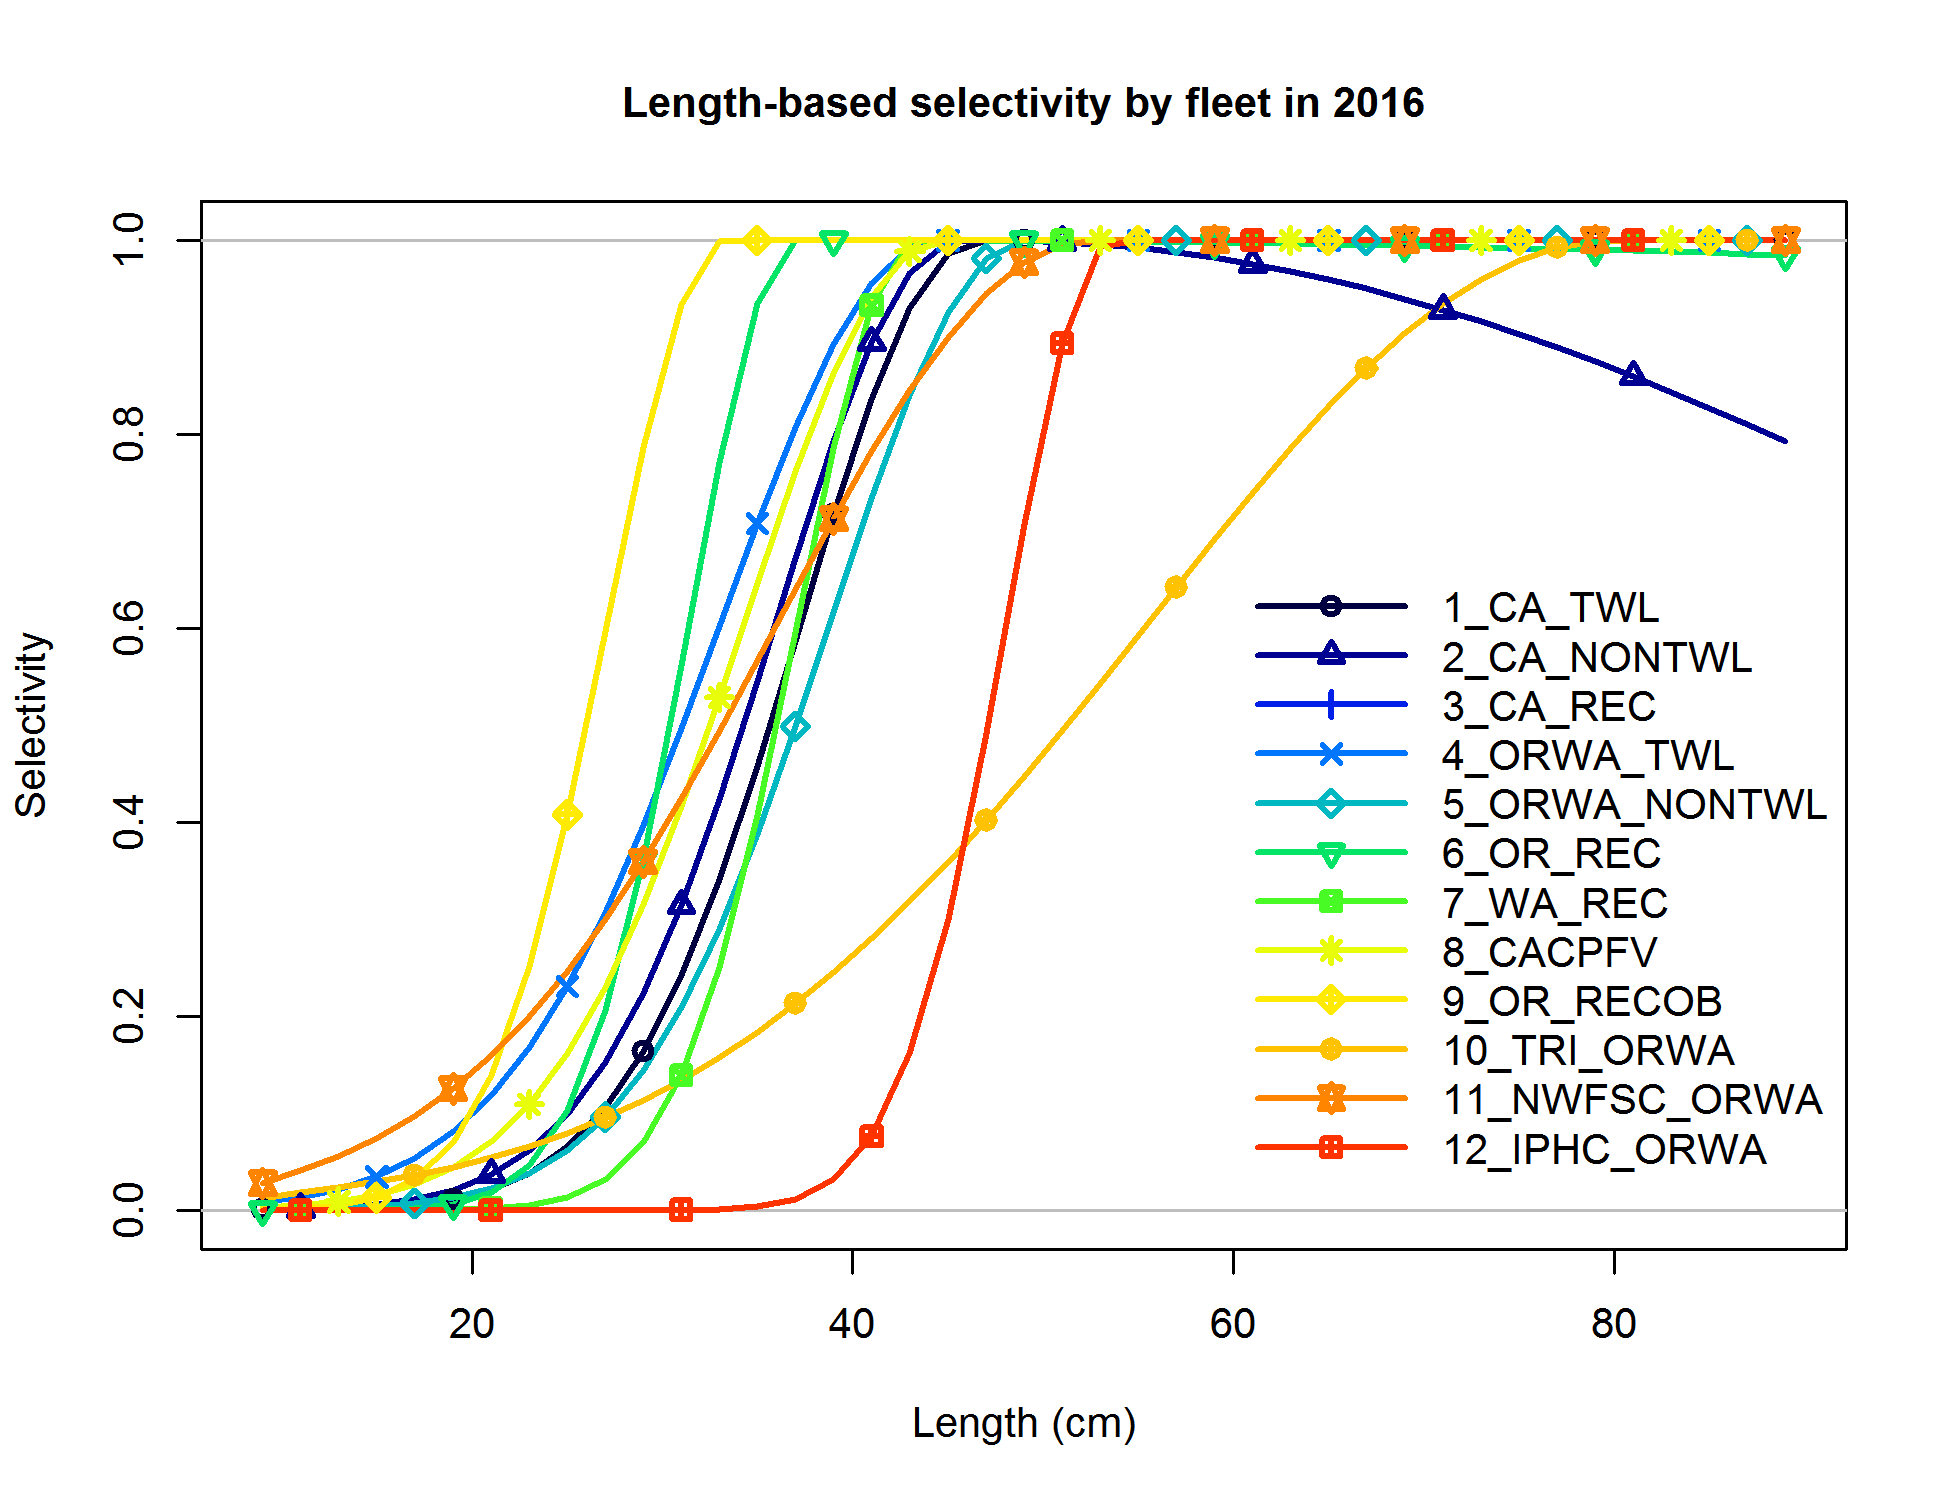 Length-based selectivity by fleet in 2016
1.0
0.8
0.6
0.4
0.2
0.0
Selectivity
1_CA_TWL
2_CA_NONTWL
3_CA_REC
4_ORWA_TWL
5_ORWA_NONTWL
6_OR_REC
7_WA_REC
8_CACPFV
9_OR_RECOB
10_TRI_ORWA
11_NWFSC_ORWA
12_IPHC_ORWA
20 40 60 80
Length (cm)